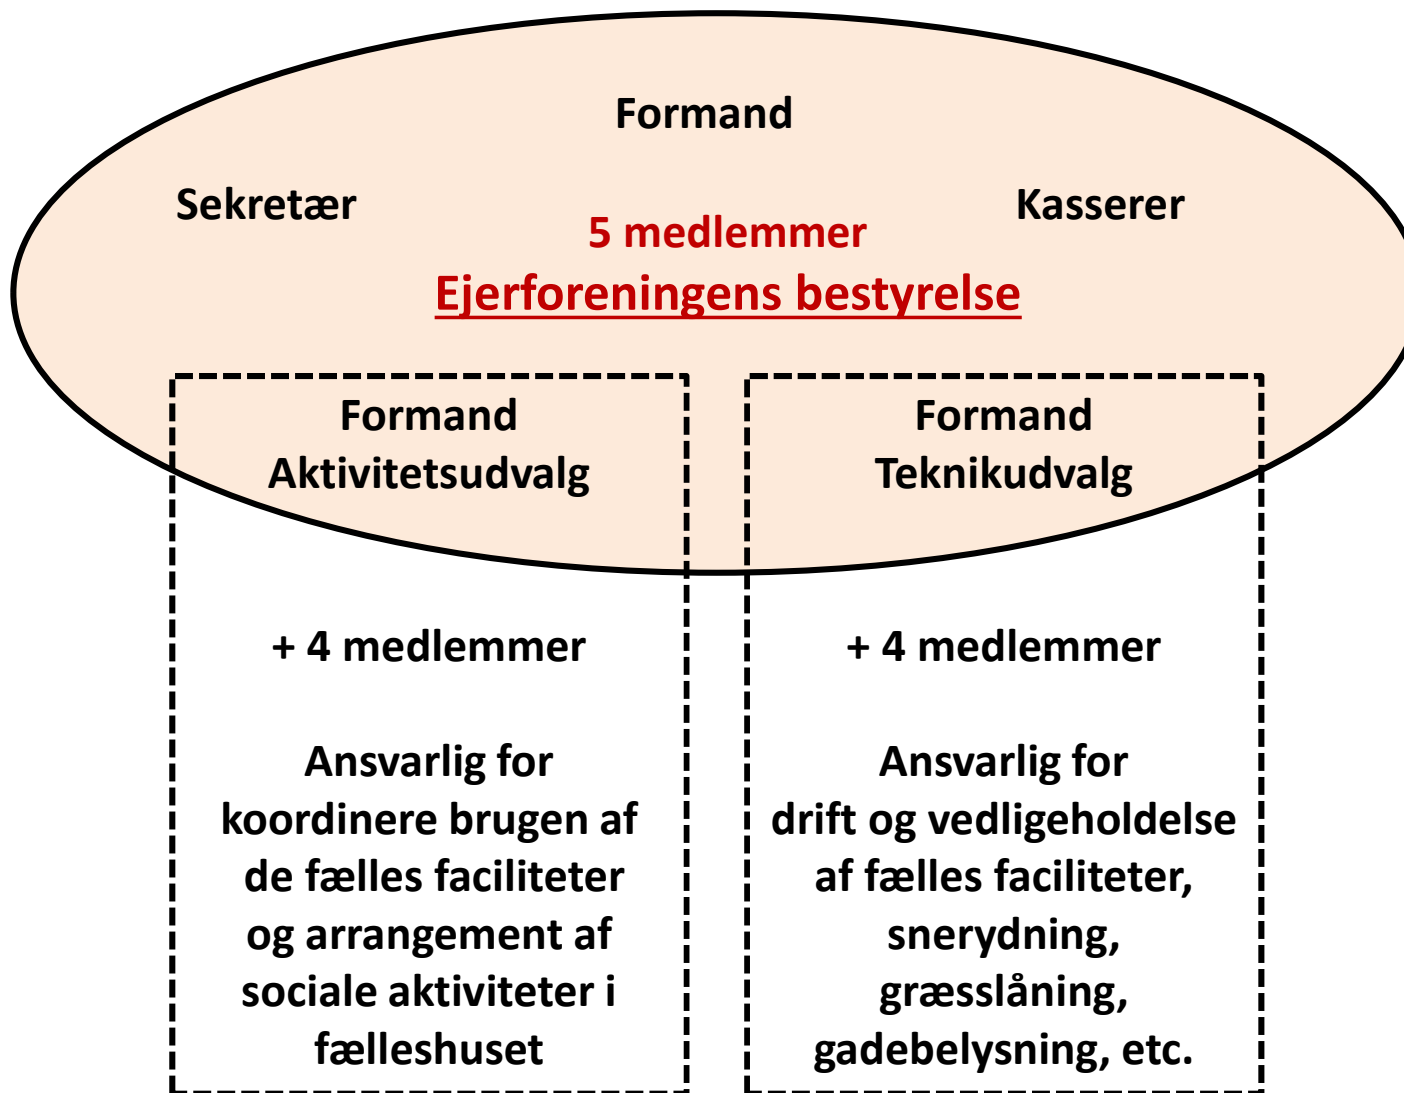 Formand
Sekretær
Kasserer
5 medlemmer
Ejerforeningens bestyrelse
Formand
Aktivitetsudvalg
+ 4 medlemmer
Ansvarlig for
koordinere brugen af
de fælles faciliteter
og arrangement af
sociale aktiviteter i
fælleshuset
Formand
Teknikudvalg
+ 4 medlemmer
Ansvarlig for
drift og vedligeholdelse
af fælles faciliteter,
snerydning,
græsslåning,
gadebelysning, etc.